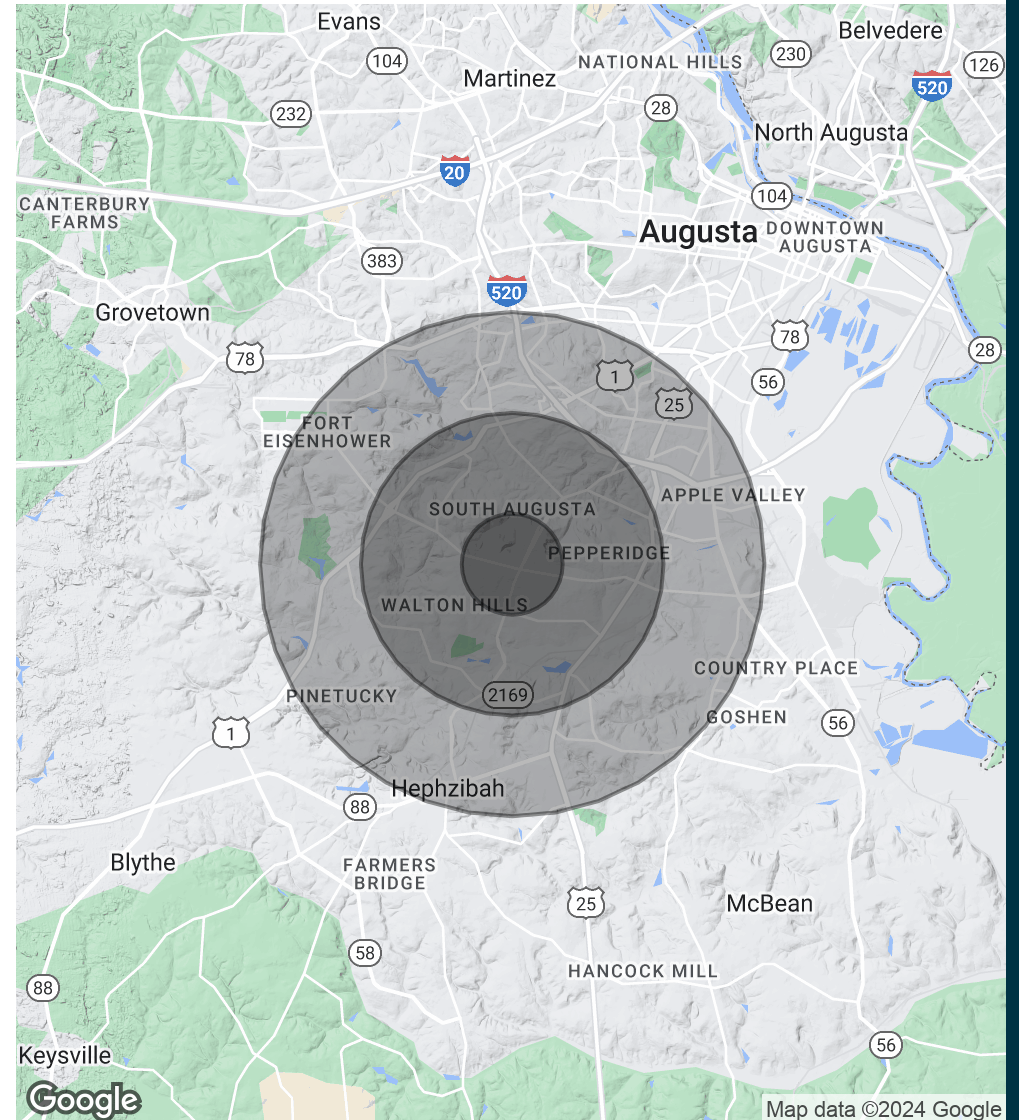 Evans
Belvedere
104
230
NATIONAL HILLS
126
Martinez
520
28
232
North Augusta
20
104
CANTERBURY
FARMS
Augusta
DOWNTOWN
AUGUSTA
383
520
Grovetown
78
78
28
1
56
25
FORT
EISENHOWER
APPLE VALLEY
SOUTH AUGUSTA
PEPPERIDGE
WALTON HILLS
COUNTRY PLACE
PINETUCKY
2169
GOSHEN
56
1
Hephzibah
88
Blythe
FARMERS
BRIDGE
25
McBean
58
HANCOCK MILL
88
56
Keysville
Google
Map data ©2024 Google